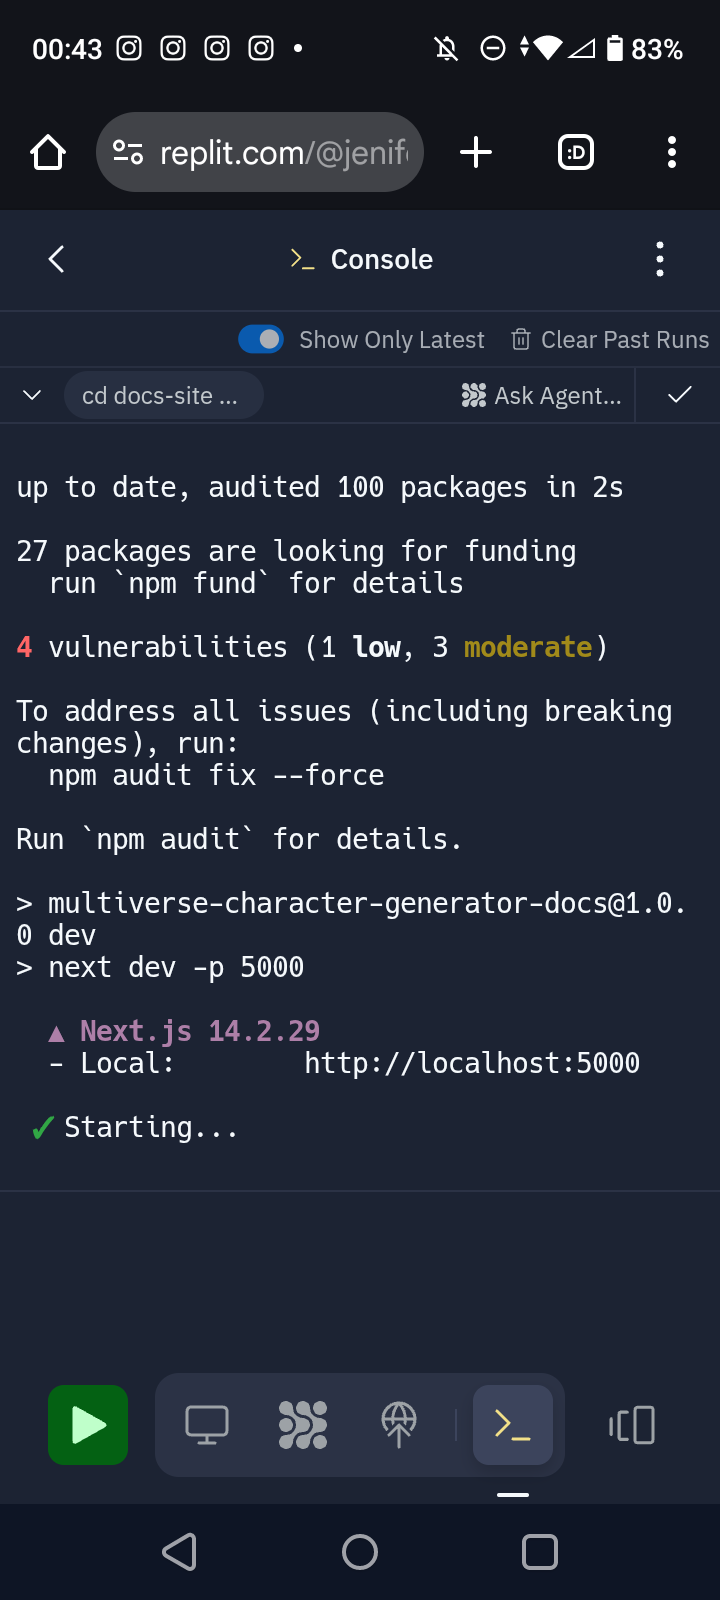 00:43
83%
replit.com/@jenif
:D
>_ Console
Show Only Latest
Clear Past Runs
cd docs-site ...
Ask Agent...
up to date, audited 100 packages in 2s
27 packages are looking for funding
run `npm fund` for details
4 vulnerabilities (1 low, 3 moderate)
To address all issues (including breaking
changes), run:
npm audit fix --force
Run `npm audit` for details.
> multiverse-character-generator-docs@1.0.
0 dev
> next dev -p 5000
▲ Next.js 14.2.29
- Local: http://localhost:5000
✓ Starting...